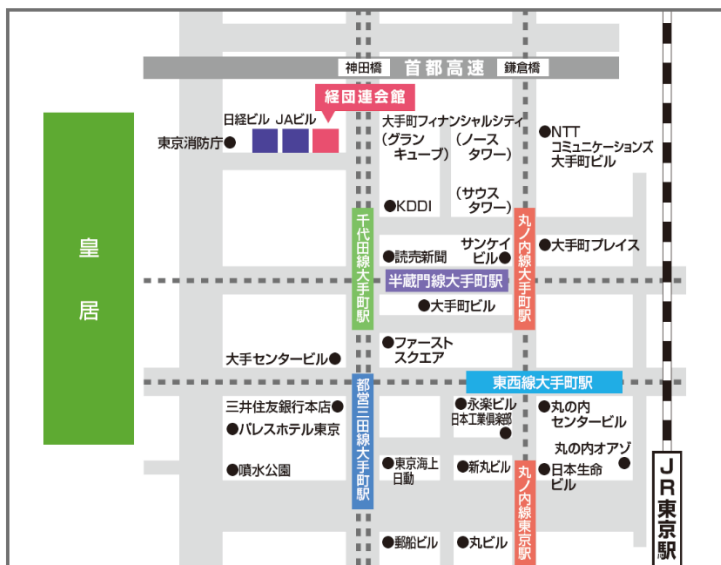 神田橋
首都高速
鎌倉橋
経団連会館
日経ビル
JAビル
東京消防庁
大手町フィナンシャルシティ
(グラン
キューブ)
(ノース
タワー)
(サウス
タワー)
NTT
コミュニケーションズ
大手町ビル
KDDI
皇居
千代田線大手町駅
丸ノ内線大手町駅
読売新聞
サンケイ
ビル
大手町プレイス
半蔵門線大手町駅
大手町ビル
大手センタービル
ファースト
スクエア
東西線大手町駅
都営三田線大手町駅
三井住友銀行本店
パレスホテル東京
永楽ビル
日本工業倶楽部
丸の内
センタービル
丸の内オアゾ
噴水公園
東京海上
日動
新丸ビル
日本生命
ビル
丸ノ内線東京駅
JR東京駅
郵船ビル
丸ビル